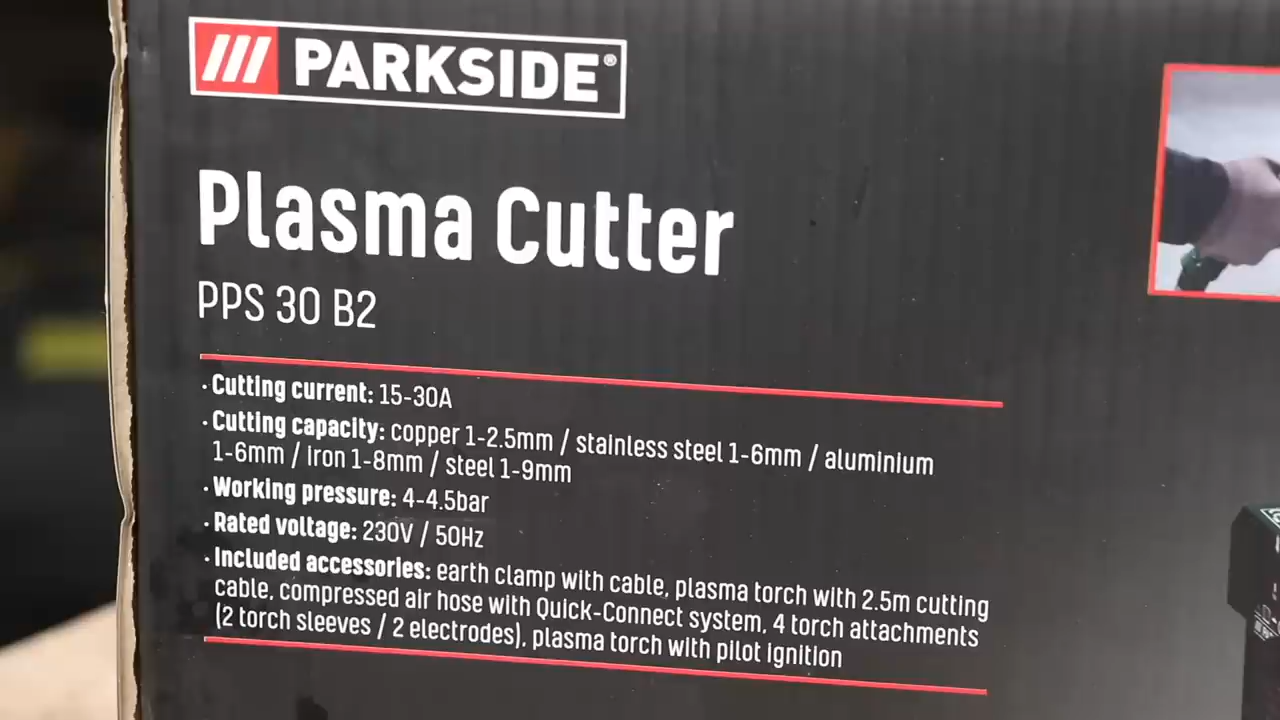 PARKSIDE®
Plasma Cutter
PPS 30 B2
· Cutting current: 15-30A
· Cutting capacity: copper 1-2.5mm / stainless steel 1-6mm / aluminium
1-6mm / iron 1-8mm / steel 1-9mm
· Working pressure: 4-4.5bar
· Rated voltage: 230V / 50Hz
· Included accessories: earth clamp with cable, plasma torch with 2.5m cutting
cable, compressed air hose with Quick-Connect system, 4 torch attachments
(2 torch sleeves / 2 electrodes), plasma torch with pilot ignition